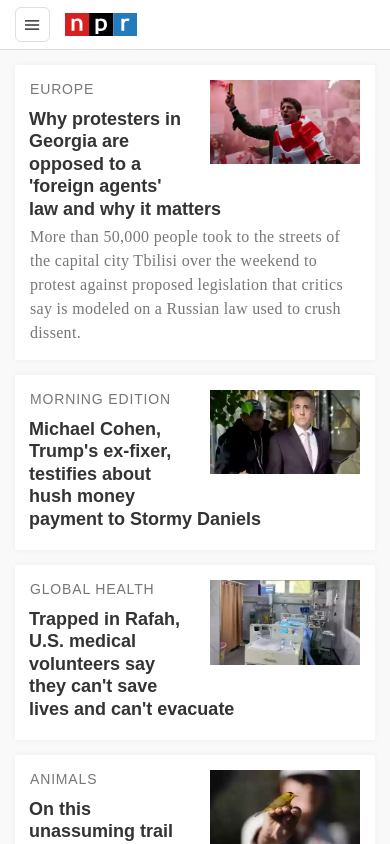 npr
EUROPE
Why protesters in
Georgia are
opposed to a
'foreign agents'
law and why it matters
More than 50,000 people took to the streets of
the capital city Tbilisi over the weekend to
protest against proposed legislation that critics
say is modeled on a Russian law used to crush
dissent.
MORNING EDITION
Michael Cohen,
Trump's ex-fixer,
testifies about
hush money
payment to Stormy Daniels
GLOBAL HEALTH
Trapped in Rafah,
U.S. medical
volunteers say
they can't save
lives and can't evacuate
ANIMALS
On this
unassuming trail